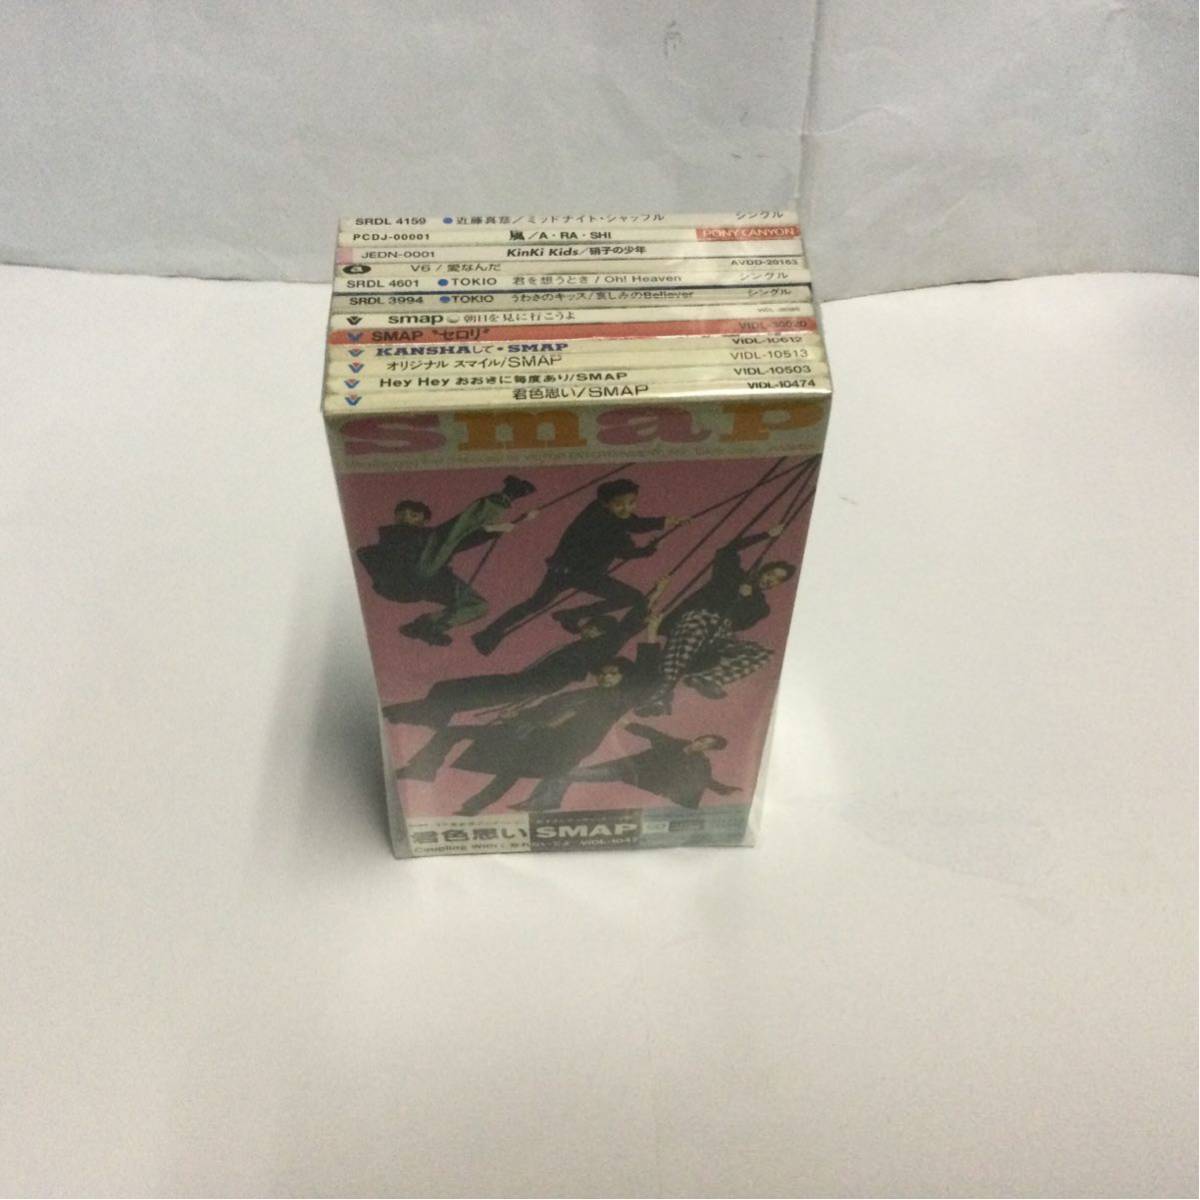 SRDL 4159 ●近藤真彦/ミッドナイト・シャッフル シングル
PCDJ-00001 嵐/A・RA・SHI PONY CANYON
JEDN-0001 KinKi Kids/硝子の少年
a V6 / 愛なんだ AVDD-20163
SRDL 4601 ●TOKIO 君を想うとき / Oh! Heaven シングル
SRDL 3994 ●TOKIO うわさのキッス/哀しみのBeliever シングル
smap 朝日を見に行こうよ
SMAP "セロリ" VIDL-30020
KANSHAして・SMAP VIDL-10612
オリジナル スマイル/SMAP VIDL-10513
Hey Hey おおきに毎度あり/SMAP VIDL-10503
君色思い/SMAP VIDL-10474
smap
君色思い SMAP
Coupling With